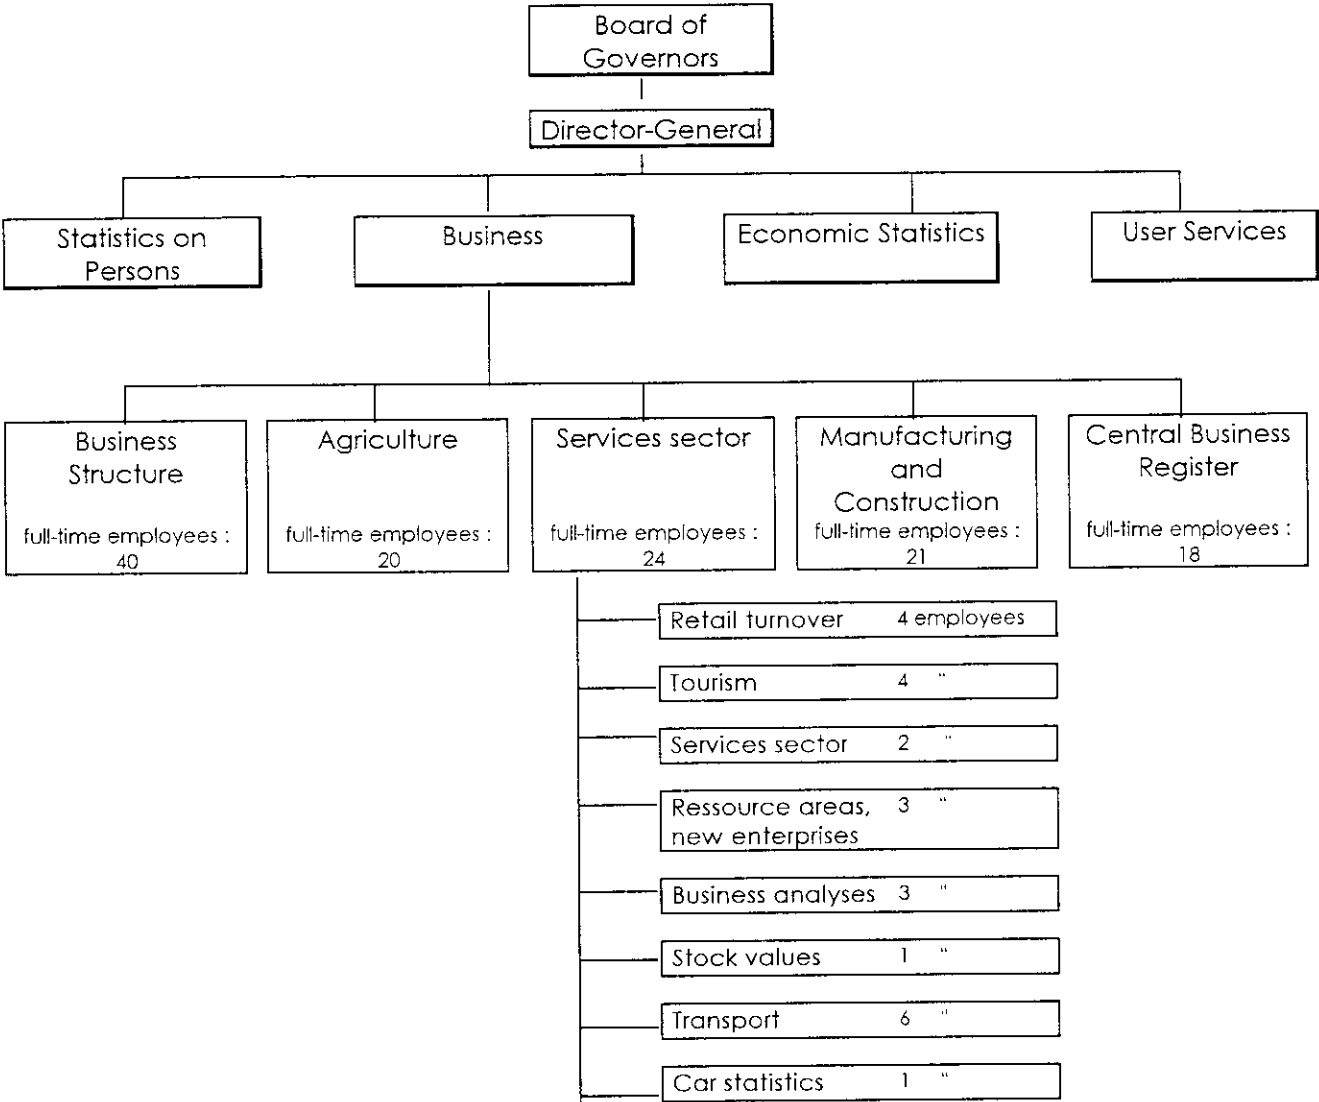 Board of
Governors
Director-General
Statistics on
Persons
Business
Economic Statistics
User Services
Business
Structure
full-time employees :
40
Agriculture
full-time employees :
20
Services sector
full-time employees :
24
Manufacturing
and
Construction
full-time employees :
21
Central Business
Register
full-time employees :
18
Retail turnover 4 employees
Tourism 4 "
Services sector 2 "
Ressource areas, 3 "
new enterprises
Business analyses 3 "
Stock values 1 "
Transport 6 "
Car statistics 1 "